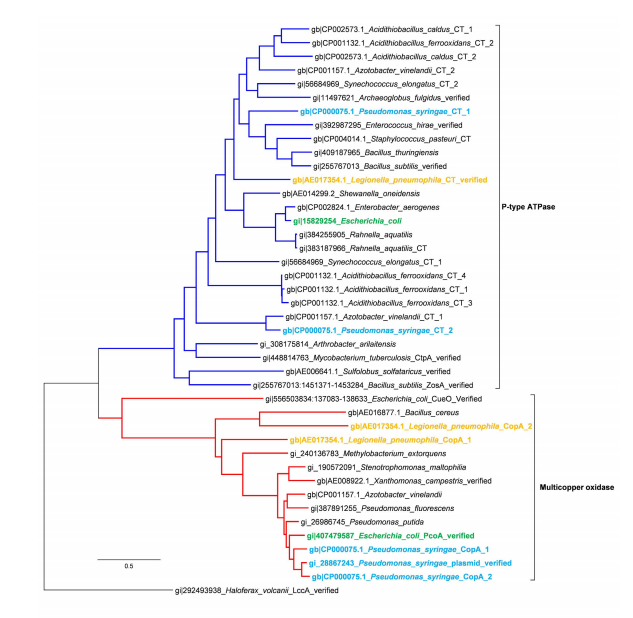 gb|CP002573.1_Acidithiobacillus_caldus_CT_1
gb|CP001132.1_Acidithiobacillus_ferrooxidans_CT_2
gb|CP002573.1_Acidithiobacillus_caldus_CT_2
gb|CP001157.1_Azotobacter_vinelandii_CT_2
gi|56684969_Synechococcus_elongatus_CT_2
gi|11497621_Archaeoglobus_fulgidus_verified
gb|CP000075.1_Pseudomonas_syringae_CT_1
gi|392987295_Enterococcus_hirae_verified
gb|CP004014.1_Staphylococcus_pasteuri_CT
gi|409187965_Bacillus_thuringiensis
gi|255767013_Bacillus_subtilis_verified
gb|AE017354.1_Legionella_pneumophila_CT_verified
gb|AE014299.2_Shewanella_oneidensis
gb|CP002824.1_Enterobacter_aerogenes
P-type ATPase
gi|15829254_Escherichia_coli
gi|384255905_Rahnella_aquatilis
gi|383187966_Rahnella_aquatilis_CT
gi|56684969_Synechococcus_elongatus_CT_1
gb|CP001132.1_Acidithiobacillus_ferrooxidans_CT_4
gb|CP001132.1_Acidithiobacillus_ferrooxidans_CT_1
gb|CP001132.1_Acidithiobacillus_ferrooxidans_CT_3
gb|CP001157.1_Azotobacter_vinelandii_CT_1
gb|CP000075.1_Pseudomonas_syringae_CT_2
gi_308175814_Arthrobacter_arilaitensis
gi|448814763_Mycobacterium_tuberculosis_CtpA_verified
gb|AE006641.1_Sulfolobus_solfataricus_verified
gi|255767013:1451371-1453284_Bacillus_subtilis_ZosA_verified
gi|556503834:137083-138633_Escherichia_coli_CueO_Verified
gb|AE016877.1_Bacillus_cereus
gb|AE017354.1_Legionella_pneumophila_CopA_2
gb|AE017354.1_Legionella_pneumophila_CopA_1
gi_240136783_Methylobacterium_extorquens
gi_190572091_Stenotrophomonas_maltophilia
gb|AE008922.1_Xanthomonas_campestris_verified
Multicopper oxidase
gb|CP001157.1_Azotobacter_vinelandii
gi|387891255_Pseudomonas_fluorescens
gi_26986745_Pseudomonas_putida
gi|407479587_Escherichia_coli_PcoA_verified
gb|CP000075.1_Pseudomonas_syringae_CopA_1
gi_28867243_Pseudomonas_syringae_plasmid_verified
0.5
gb|CP000075.1_Pseudomonas_syringae_CopA_2
gi|292493938_Haloferax_volcanii_LccA_verified